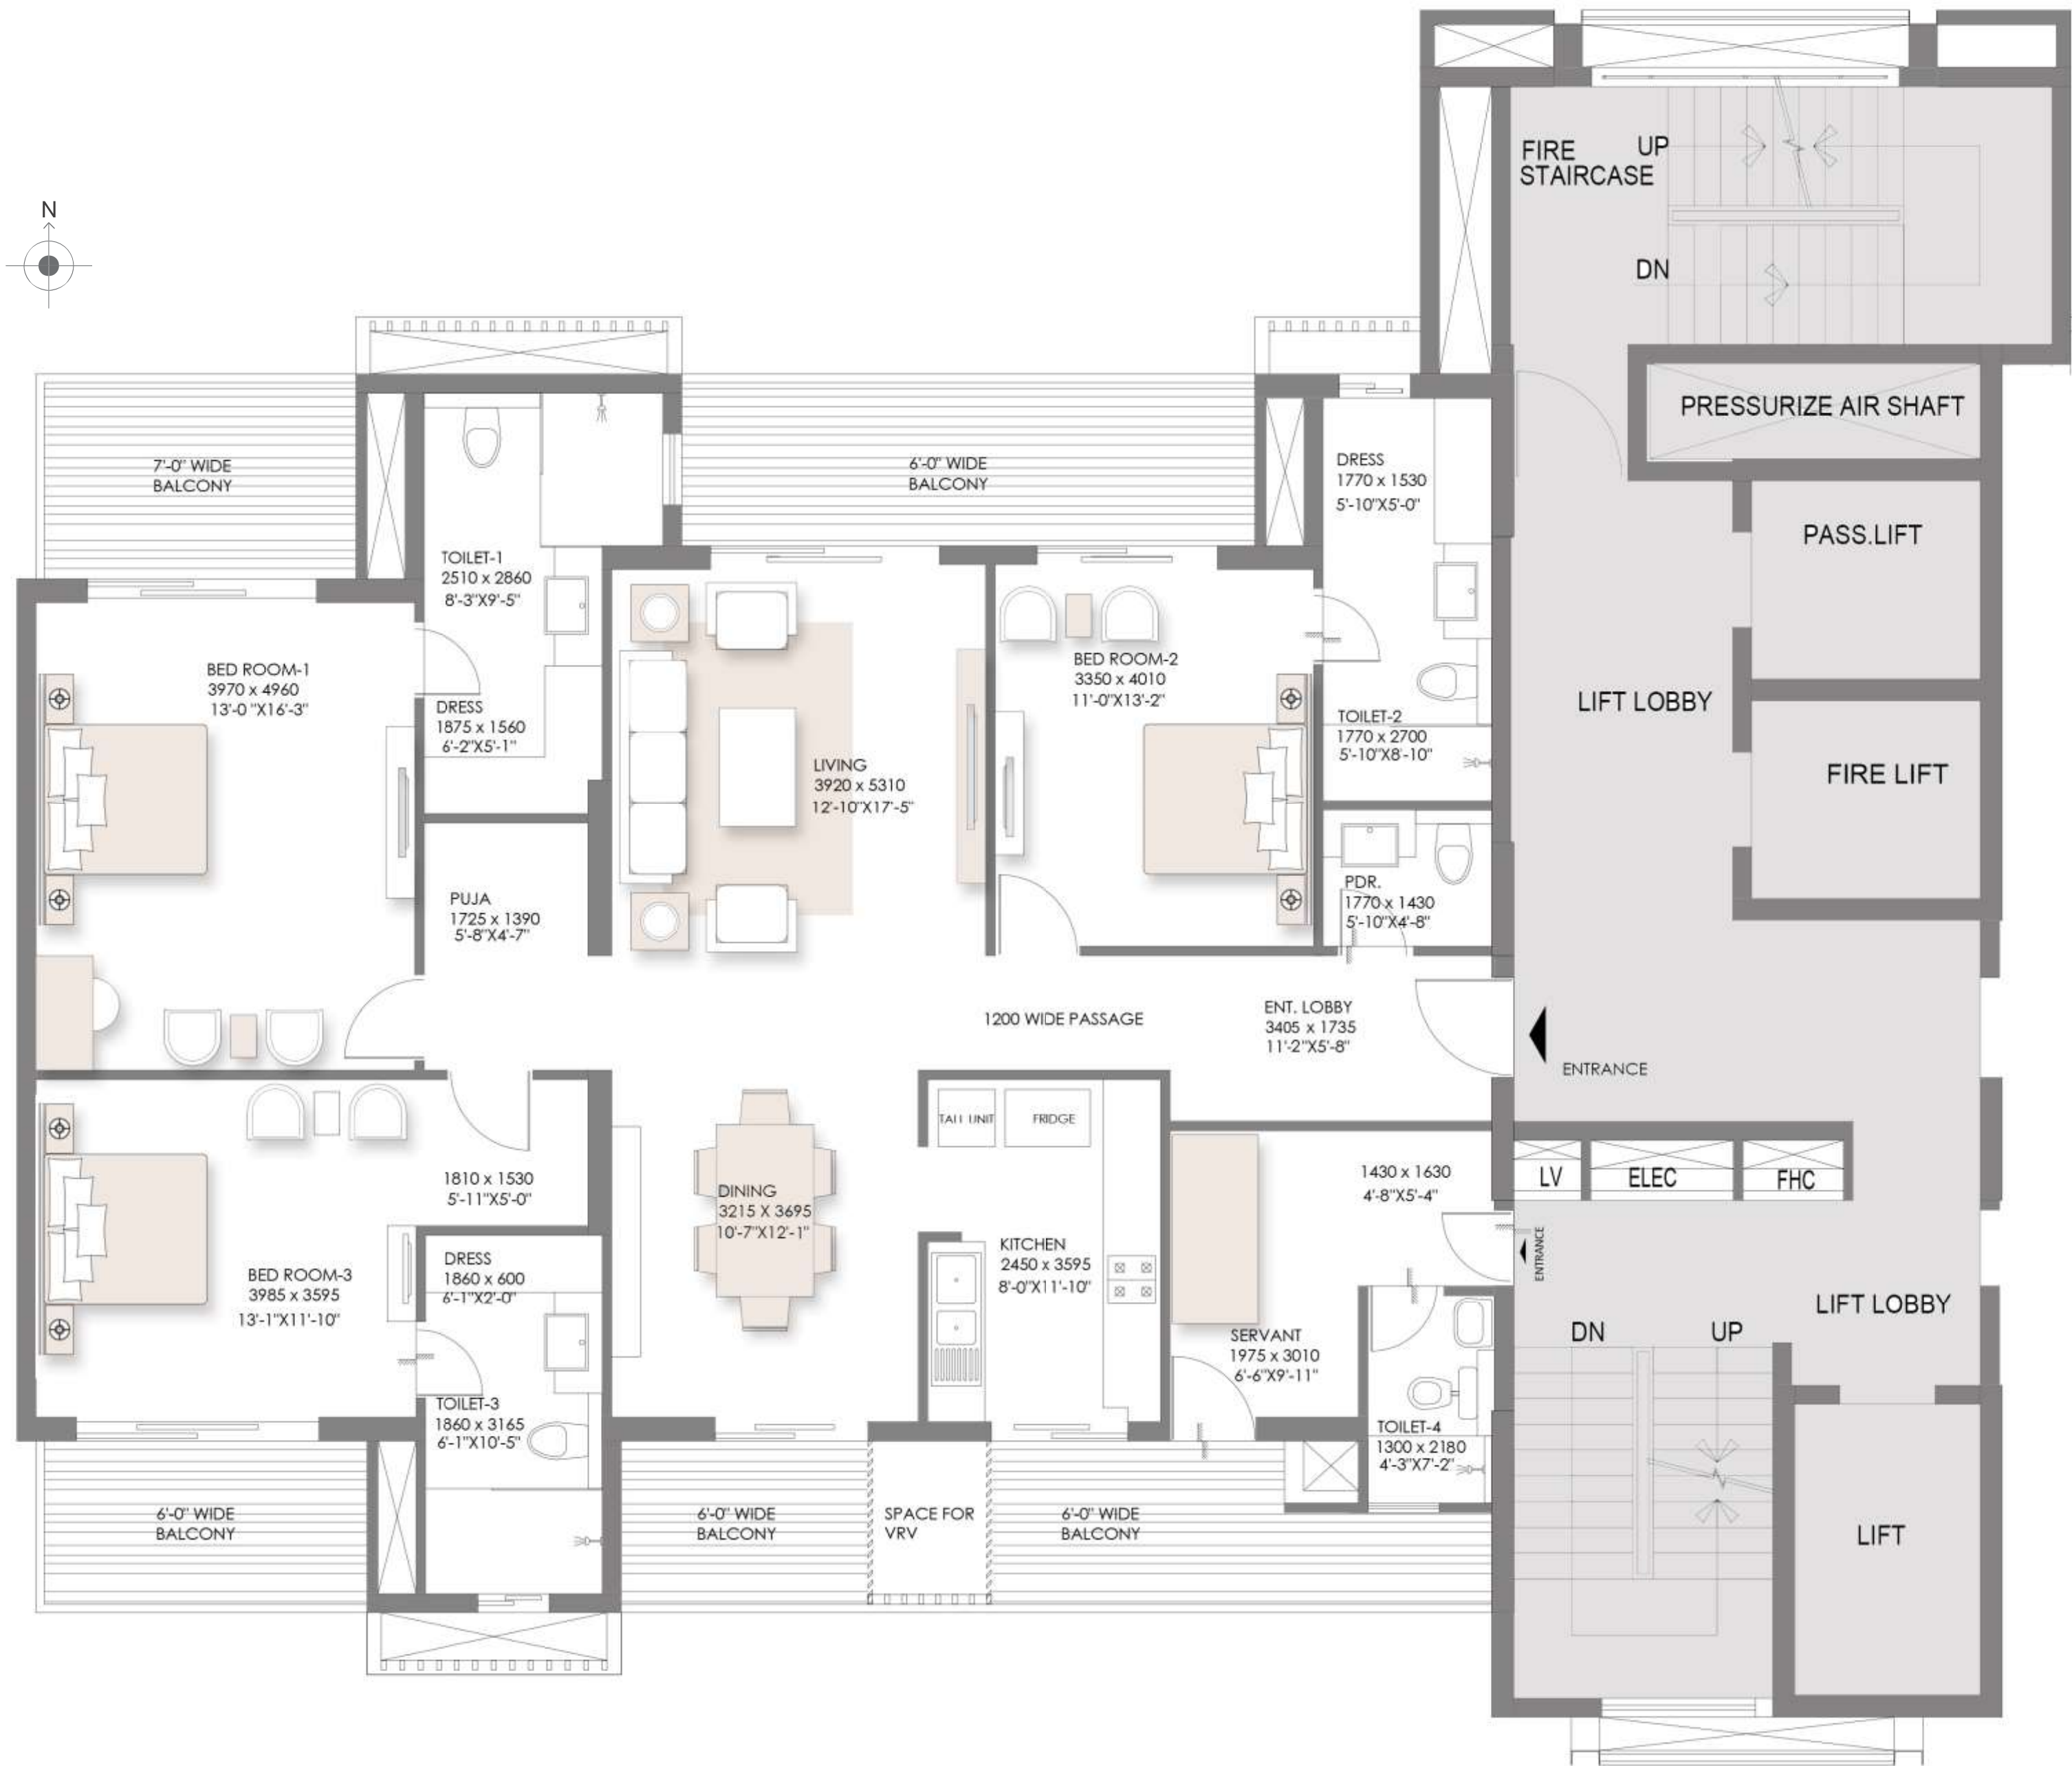 N
FIRE
STAIRCASE
UP
DN
PRESSURIZE AIR SHAFT
PASS.LIFT
FIRE LIFT
LIFT LOBBY
7'-0" WIDE
BALCONY
TOILET-1
2510 x 2860
8'-3"X9'-5"
6'-0" WIDE
BALCONY
DRESS
1770 x 1530
5'-10"X5'-0"
BED ROOM-1
3970 x 4960
13'-0 "X16'-3"
DRESS
1875 x 1560
6'-2"X5'-1"
LIVING
3920 x 5310
12'-10"X17'-5"
BED ROOM-2
3350 x 4010
11'-0"X13'-2"
TOILET-2
1770 x 2700
5'-10"X8'-10"
PUJA
1725 x 1390
5'-8"X4'-7"
PDR.
1770 x 1430
5'-10"X4'-8"
1200 WIDE PASSAGE
ENT. LOBBY
3405 x 1735
11'-2"X5'-8"
ENTRANCE
TALL UNIT
FRIDGE
1810 x 1530
5'-11"X5'-0"
DINING
3215 X 3695
10'-7"X12'-1"
1430 x 1630
4'-8"X5'-4"
LV
ELEC
FHC
BED ROOM-3
3985 x 3595
13'-1"X11'-10"
DRESS
1860 x 600
6'-1"X2'-0"
KITCHEN
2450 x 3595
8'-0"X11'-10"
ENTRANCE
SERVANT
1975 x 3010
6'-6"X9'-11"
LIFT LOBBY
DN
UP
TOILET-3
1860 x 3165
6'-1"X10'-5"
TOILET-4
1300 x 2180
4'-3"X7'-2"
6'-0" WIDE
BALCONY
6'-0" WIDE
BALCONY
SPACE FOR
VRV
6'-0" WIDE
BALCONY
LIFT